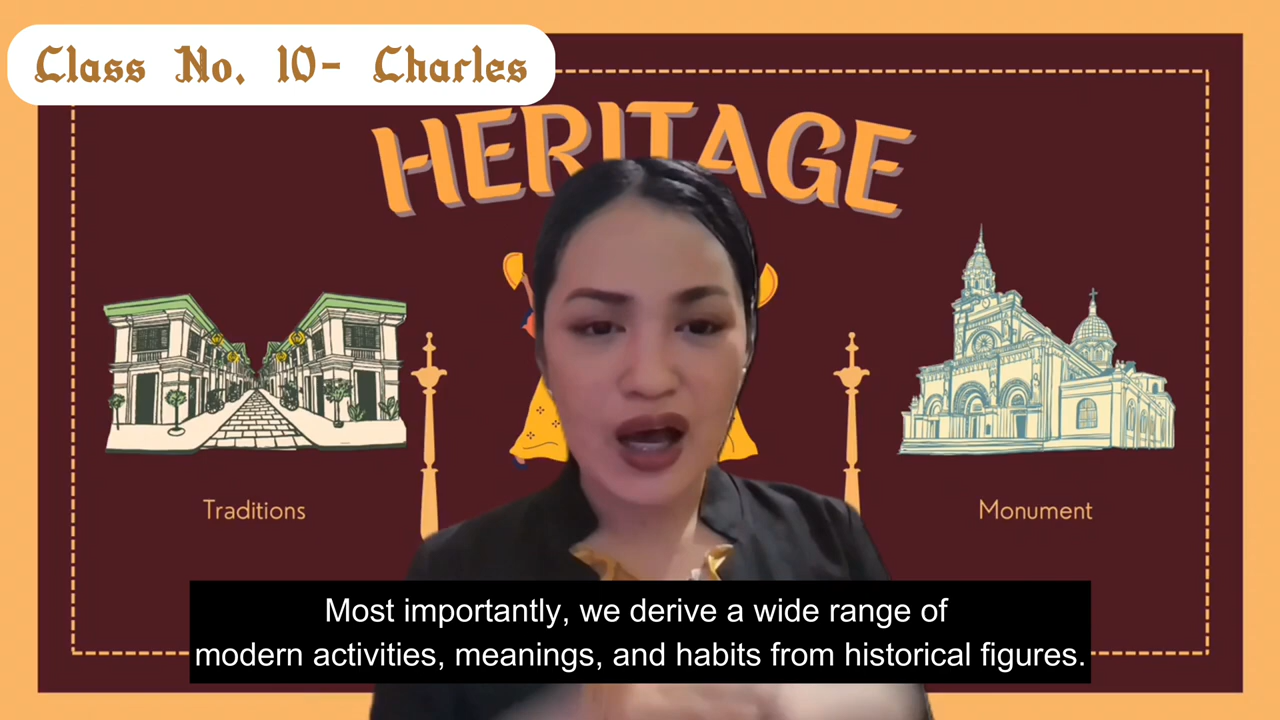 Class No. 10- Charles
HERITAGE
Traditions
Monument
Most importantly, we derive a wide range of
modern activities, meanings, and habits from historical figures.